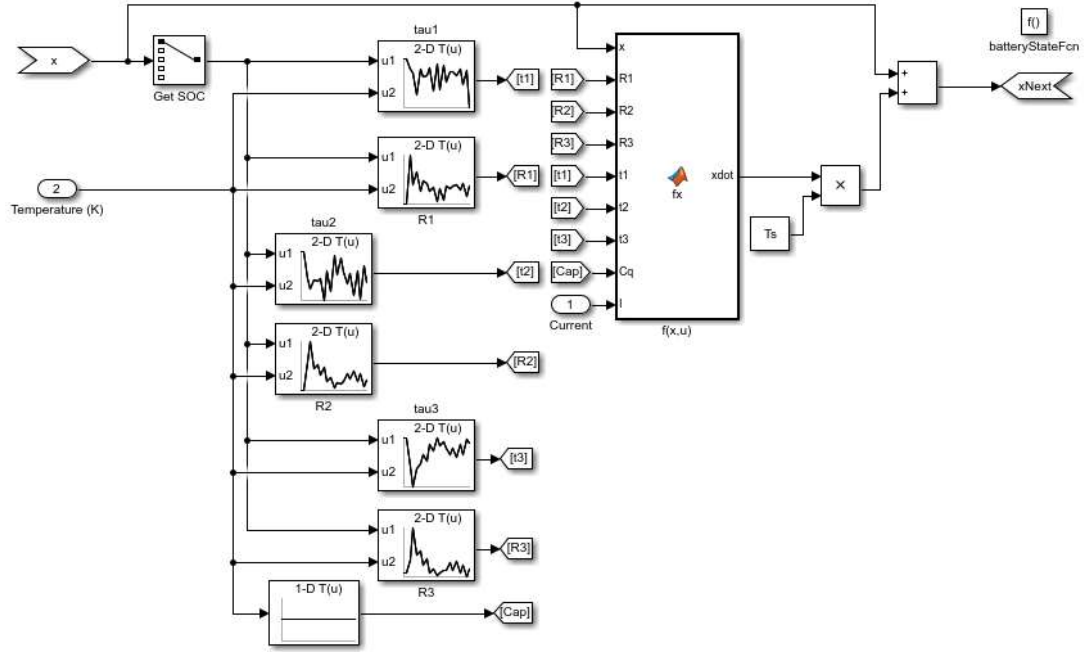 f()
batteryStateFcn
x
Get SOC
tau1
2-D T(u)
u1
u2
[t1]
2-D T(u)
u1
u2
R1
[R1]
2
Temperature (K)
tau2
2-D T(u)
u1
u2
[t2]
2-D T(u)
u1
u2
R2
[R2]
tau3
2-D T(u)
u1
u2
[t3]
2-D T(u)
u1
u2
R3
[R3]
1-D T(u)
[Cap]
[R1]
[R2]
[R3]
[t1]
[t2]
[t3]
[Cap]
1
Current
x
R1
R2
R3
t1
t2
t3
Cq
I
fx
xdot
f(x,u)
Ts
×
+
+
xNext